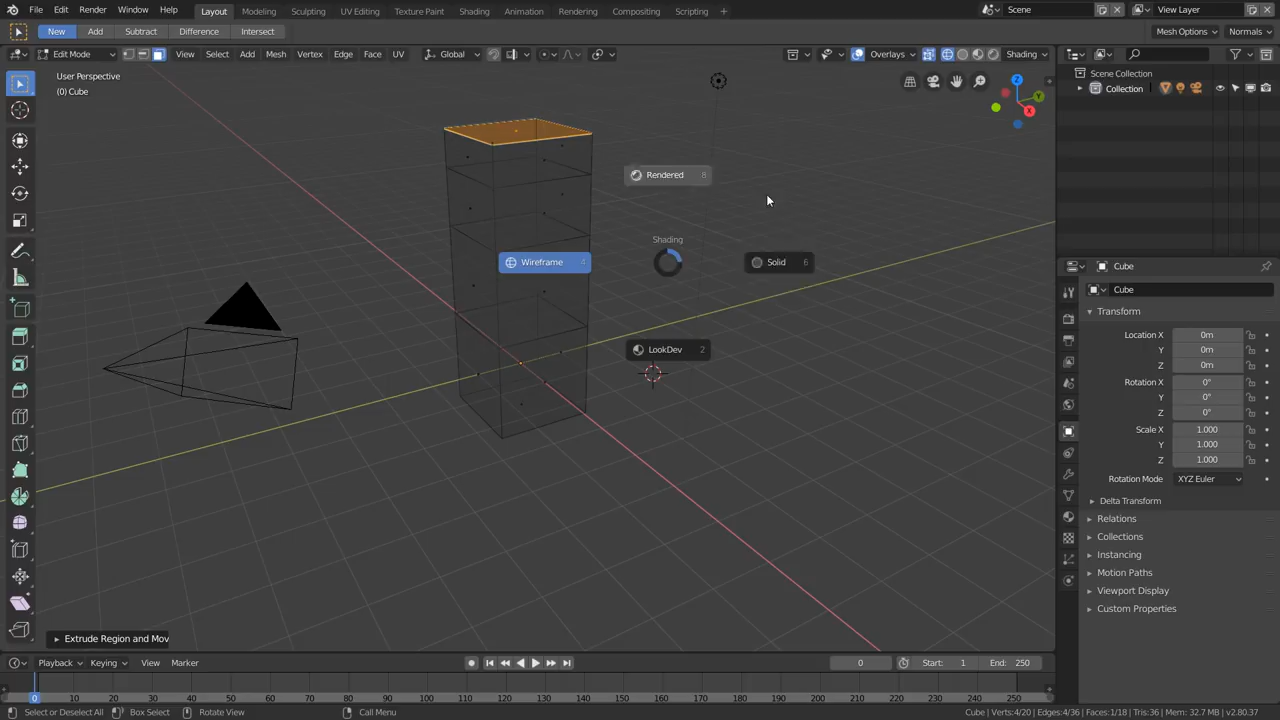 File Edit Render Window Help Layout Modeling Sculpting UV Editing Texture Paint Shading Animation Rendering Compositing Scripting + Scene View Layer
New Add Subtract Difference Intersect Mesh Options Normals
Edit Mode View Select Add Mesh Vertex Edge Face UV Global Overlays Shading
User Perspective
(0) Cube
Z
Y
X
Scene Collection
Collection
Rendered 8
Shading
Wireframe 4
Solid 6
LookDev 2
Cube
Cube
Transform
Location X 0m
Y 0m
Z 0m
Rotation X 0°
Y 0°
Z 0°
Scale X 1.000
Y 1.000
Z 1.000
Rotation Mode XYZ Euler
Delta Transform
Relations
Collections
Instancing
Motion Paths
Viewport Display
Custom Properties
Extrude Region and Mov
Playback Keying View Marker 0 Start: 1 End: 250
0 10 20 30 40 50 60 70 80 90 100 110 120 130 140 150 160 170 180 190 200 210 220 230 240 250
Select or Deselect All Box Select Rotate View Call Menu Cube | Verts:4/20 | Edges:4/36 | Faces:1/18 | Tris:36 | Mem: 32.7 MB | v2.80.37